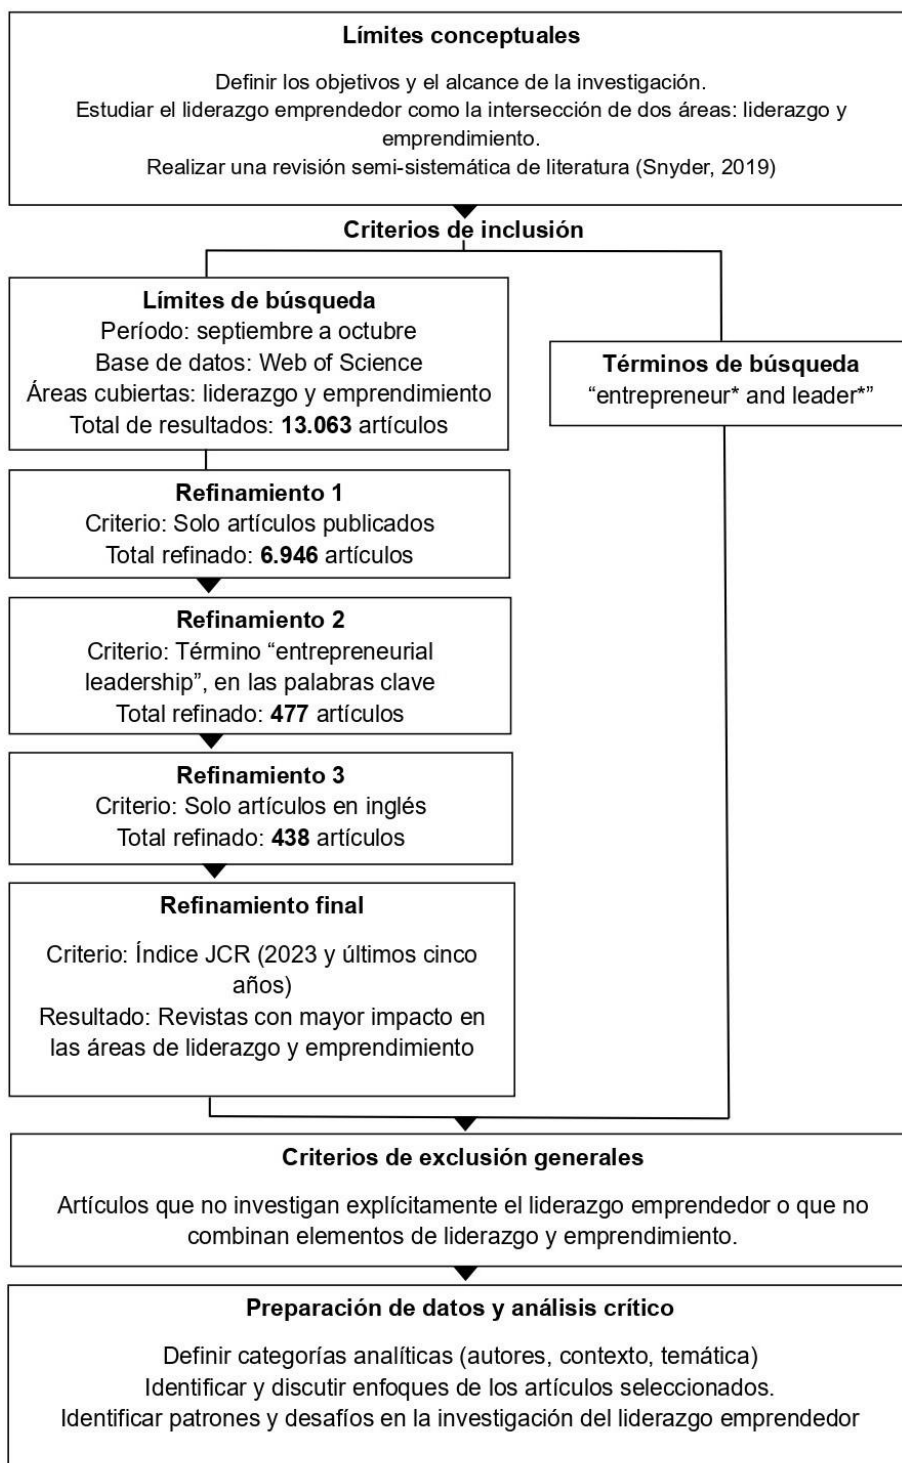 Límites conceptuales
Definir los objetivos y el alcance de la investigación.
Estudiar el liderazgo emprendedor como la intersección de dos áreas: liderazgo y
emprendimiento.
Realizar una revisión semi-sistemática de literatura (Snyder, 2019)
Criterios de inclusión
Límites de búsqueda
Período: septiembre a octubre
Base de datos: Web of Science
Áreas cubiertas: liderazgo y emprendimiento
Total de resultados: 13.063 artículos
Términos de búsqueda
“entrepreneur* and leader*”
Refinamiento 1
Criterio: Solo artículos publicados
Total refinado: 6.946 artículos
Refinamiento 2
Criterio: Término “entrepreneurial
leadership”, en las palabras clave
Total refinado: 477 artículos
Refinamiento 3
Criterio: Solo artículos en inglés
Total refinado: 438 artículos
Refinamiento final
Criterio: Índice JCR (2023 y últimos cinco
años)
Resultado: Revistas con mayor impacto en
las áreas de liderazgo y emprendimiento
Criterios de exclusión generales
Artículos que no investigan explícitamente el liderazgo emprendedor o que no
combinan elementos de liderazgo y emprendimiento.
Preparación de datos y análisis crítico
Definir categorías analíticas (autores, contexto, temática)
Identificar y discutir enfoques de los artículos seleccionados.
Identificar patrones y desafíos en la investigación del liderazgo emprendedor